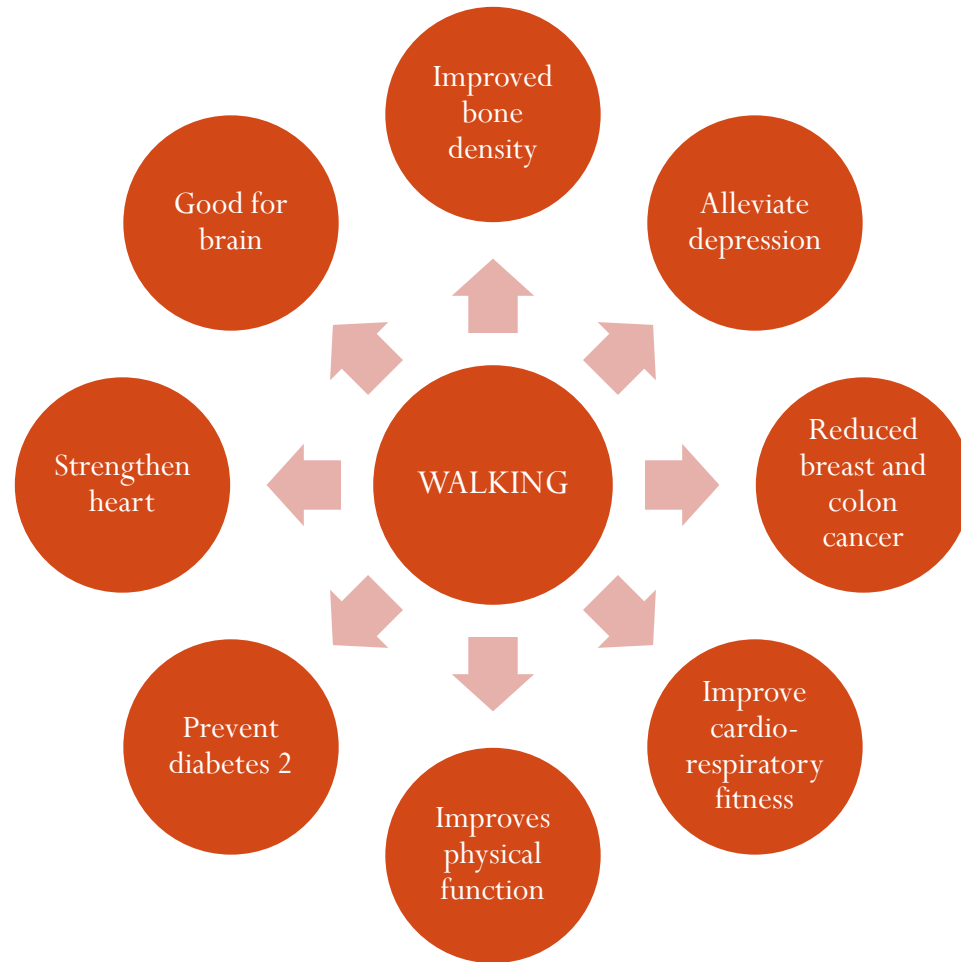 Improved
bone
density
Alleviate
depression
Reduced
breast and
colon
cancer
Improve
cardio-
respiratory
fitness
Improves
physical
function
Prevent
diabetes 2
Strengthen
heart
Good for
brain
WALKING